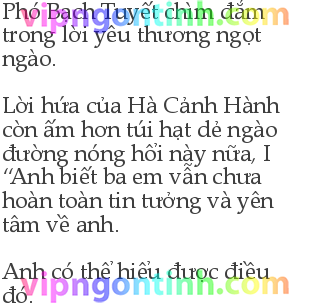 Phó Bạch Tuyết chìm đắm
trong lời yêu thương ngọt
ngào.
Lời hứa của Hà Cảnh Hành
còn ấm hơn túi hạt dẻ ngào
đường nóng hổi này nữa, I
“Anh biết ba em vẫn chưa
hoàn toàn tin tưởng và yên
tâm về anh.
Anh có thể hiểu được điều
đó.
vipngontinh.com
vipngontinh.com